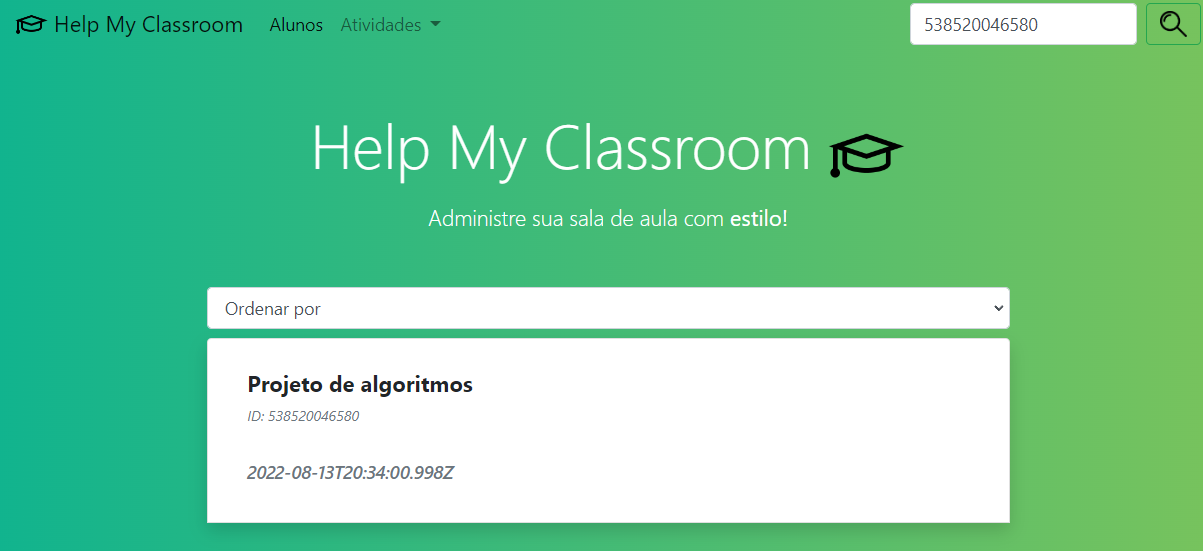 Help My Classroom Alunos Atividades 538520046580
Help My Classroom
Administre sua sala de aula com estilo!
Ordenar por
Projeto de algoritmos
ID: 538520046580
2022-08-13T20:34:00.998Z